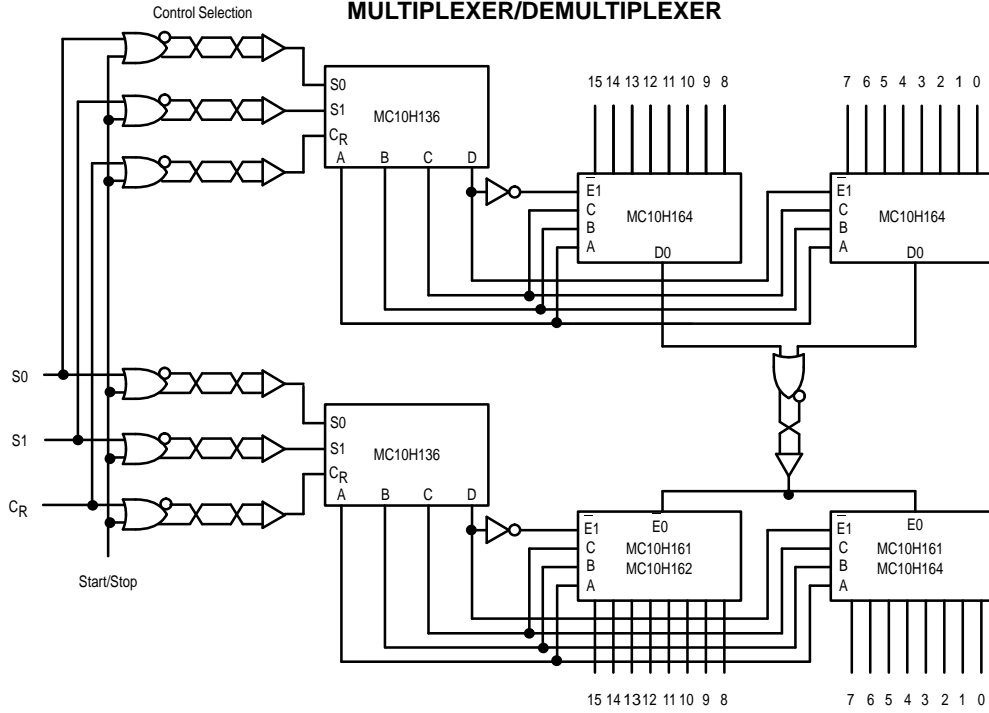 MULTIPLEXER/DEMULTIPLEXER
Control Selection
S0
S1
CR
MC10H136
A B C D
15 14 13 12 11 10 9 8
E1
C
B
A
MC10H164
D0
7 6 5 4 3 2 1 0
E1
C
B
A
MC10H164
D0
S0
S1
CR
Start/Stop
S0
S1
CR
MC10H136
A B C D
E1
C
B
A
E0
MC10H161
MC10H162
15 14 13 12 11 10 9 8
E1
C
B
A
E0
MC10H161
MC10H164
7 6 5 4 3 2 1 0